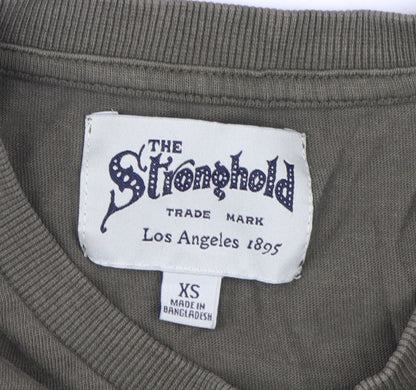 THE
Stronghold
TRADE MARK
Los Angeles 1895
XS
MADE IN
BANGLADESH